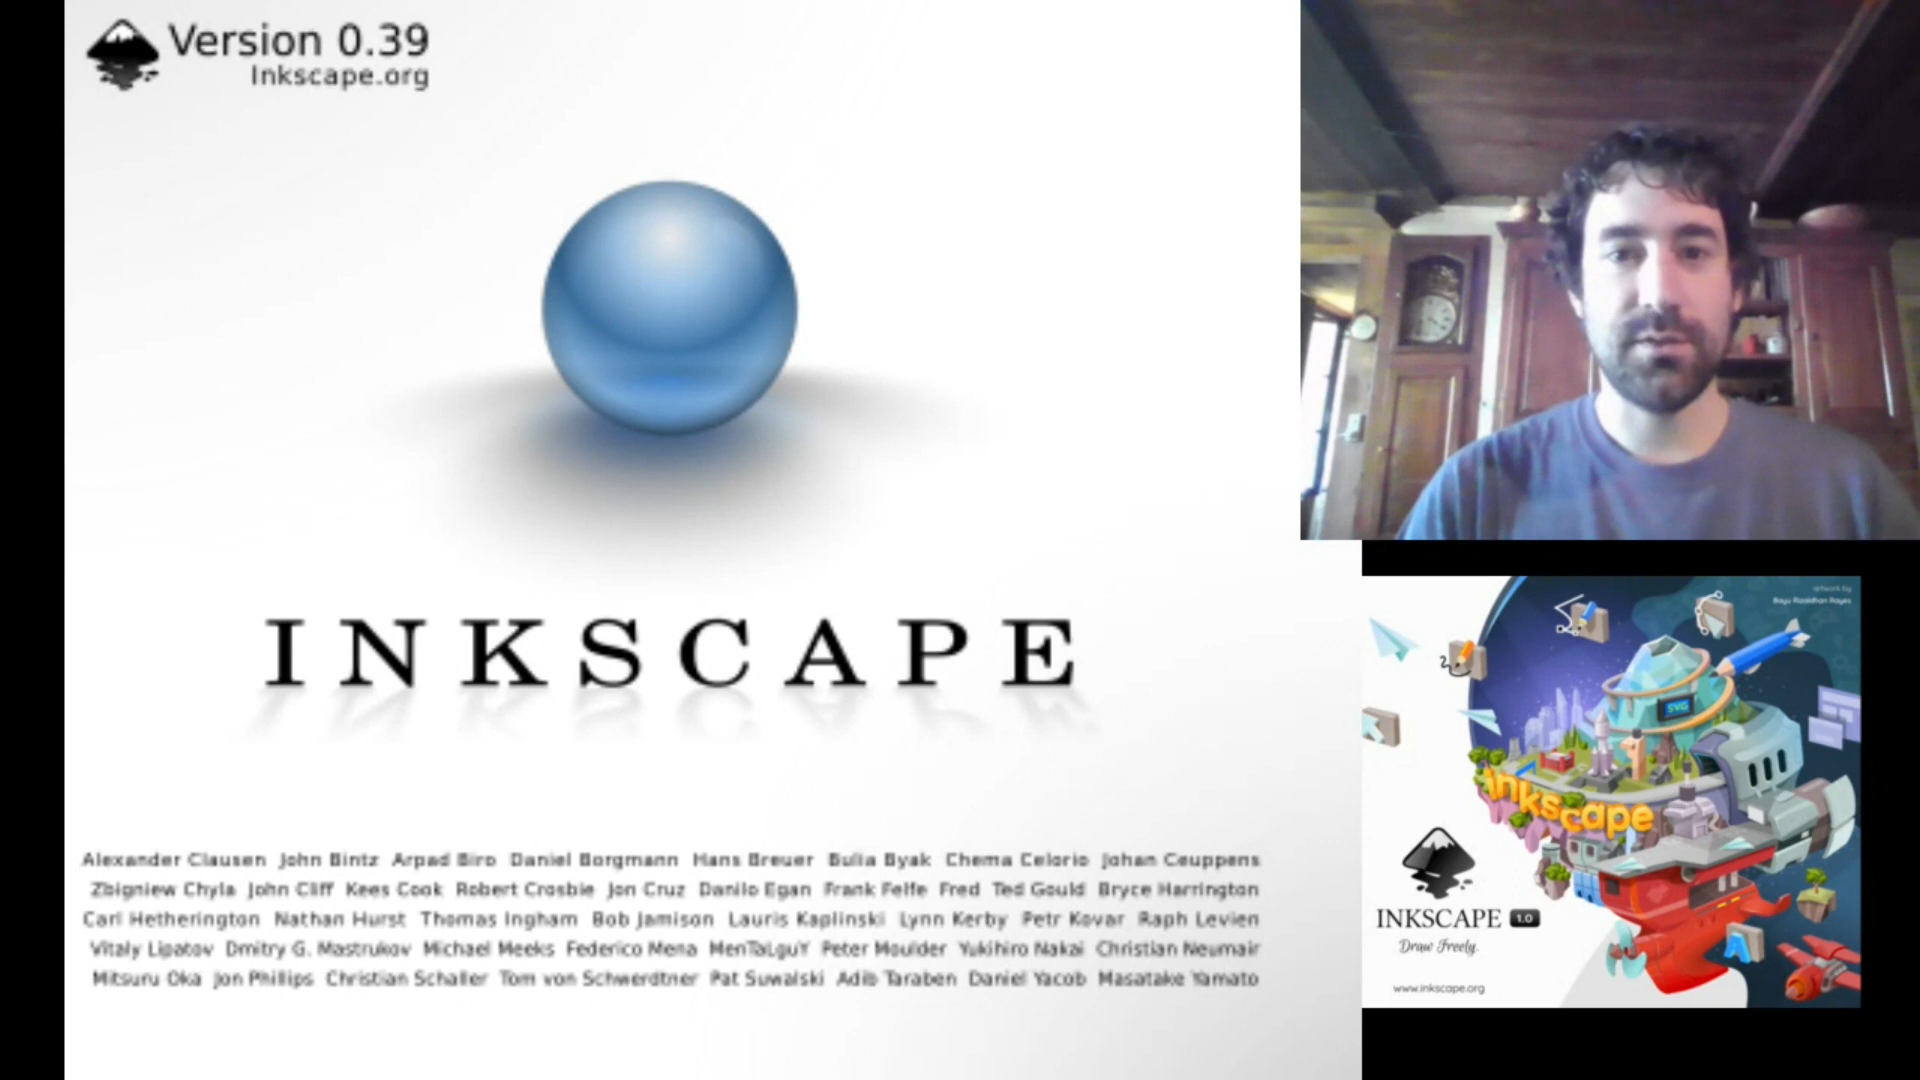 Version 0.39
Inkscape.org
INKSCAPE
Alexander Clausen John Bintz Arpad Biro Daniel Borgmann Hans Breuer Bulia Byak Chema Celorio Johan Ceuppens
Zbigniew Chyla John Cliff Kees Cook Robert Crosbie Jon Cruz Danilo Egan Frank Felfe Fred Ted Gould Bryce Harrington
Carl Hetherington Nathan Hurst Thomas Ingham Bob Jamison Lauris Kaplinski Lynn Kerby Petr Kovar Raph Levien
Vitaly Lipatov Dmitry G. Mastrukov Michael Meeks Federico Mena MenTaLguY Peter Moulder Yukihiro Nakai Christian Neumair
Mitsuru Oka Jon Phillips Christian Schaller Tom von Schwerdtner Pat Suwalski Adib Taraben Daniel Yacob Masatake Yamato
artwork by
SVG
inkscape
INKSCAPE 1.0
Draw Freely.
www.inkscape.org